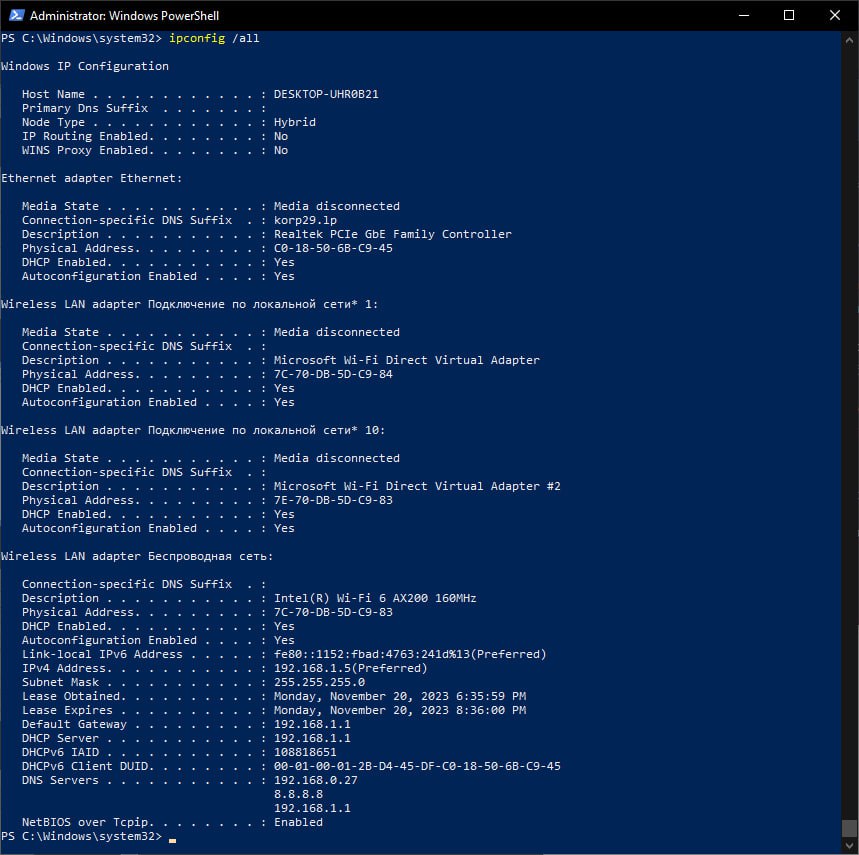 Administrator: Windows PowerShell
PS C:\Windows\system32> ipconfig /all
Windows IP Configuration
Host Name . . . . . . . . . . . . : DESKTOP-UHR0B21
Primary Dns Suffix  . . . . . . . :
Node Type . . . . . . . . . . . . : Hybrid
IP Routing Enabled. . . . . . . . : No
WINS Proxy Enabled. . . . . . . . : No
Ethernet adapter Ethernet:
Media State . . . . . . . . . . . : Media disconnected
Connection-specific DNS Suffix  . : korp29.lp
Description . . . . . . . . . . . : Realtek PCIe GbE Family Controller
Physical Address. . . . . . . . . : C0-18-50-6B-C9-45
DHCP Enabled. . . . . . . . . . . : Yes
Autoconfiguration Enabled . . . . : Yes
Wireless LAN adapter Подключение по локальной сети* 1:
Media State . . . . . . . . . . . : Media disconnected
Connection-specific DNS Suffix  . :
Description . . . . . . . . . . . : Microsoft Wi-Fi Direct Virtual Adapter
Physical Address. . . . . . . . . : 7C-70-DB-5D-C9-84
DHCP Enabled. . . . . . . . . . . : Yes
Autoconfiguration Enabled . . . . : Yes
Wireless LAN adapter Подключение по локальной сети* 10:
Media State . . . . . . . . . . . : Media disconnected
Connection-specific DNS Suffix  . :
Description . . . . . . . . . . . : Microsoft Wi-Fi Direct Virtual Adapter #2
Physical Address. . . . . . . . . : 7E-70-DB-5D-C9-83
DHCP Enabled. . . . . . . . . . . : Yes
Autoconfiguration Enabled . . . . : Yes
Wireless LAN adapter Беспроводная сеть:
Connection-specific DNS Suffix  . :
Description . . . . . . . . . . . : Intel(R) Wi-Fi 6 AX200 160MHz
Physical Address. . . . . . . . . : 7C-70-DB-5D-C9-83
DHCP Enabled. . . . . . . . . . . : Yes
Autoconfiguration Enabled . . . . : Yes
Link-local IPv6 Address . . . . . : fe80::1152:fbad:4763:241d%13(Preferred)
IPv4 Address. . . . . . . . . . . : 192.168.1.5(Preferred)
Subnet Mask . . . . . . . . . . . : 255.255.255.0
Lease Obtained. . . . . . . . . . : Monday, November 20, 2023 6:35:59 PM
Lease Expires . . . . . . . . . . : Monday, November 20, 2023 8:36:00 PM
Default Gateway . . . . . . . . . : 192.168.1.1
DHCP Server . . . . . . . . . . . : 192.168.1.1
DHCPv6 IAID . . . . . . . . . . . : 108818651
DHCPv6 Client DUID. . . . . . . . : 00-01-00-01-2B-D4-45-DF-C0-18-50-6B-C9-45
DNS Servers . . . . . . . . . . . : 192.168.0.27
8.8.8.8
192.168.1.1
NetBIOS over Tcpip. . . . . . . . : Enabled
PS C:\Windows\system32>